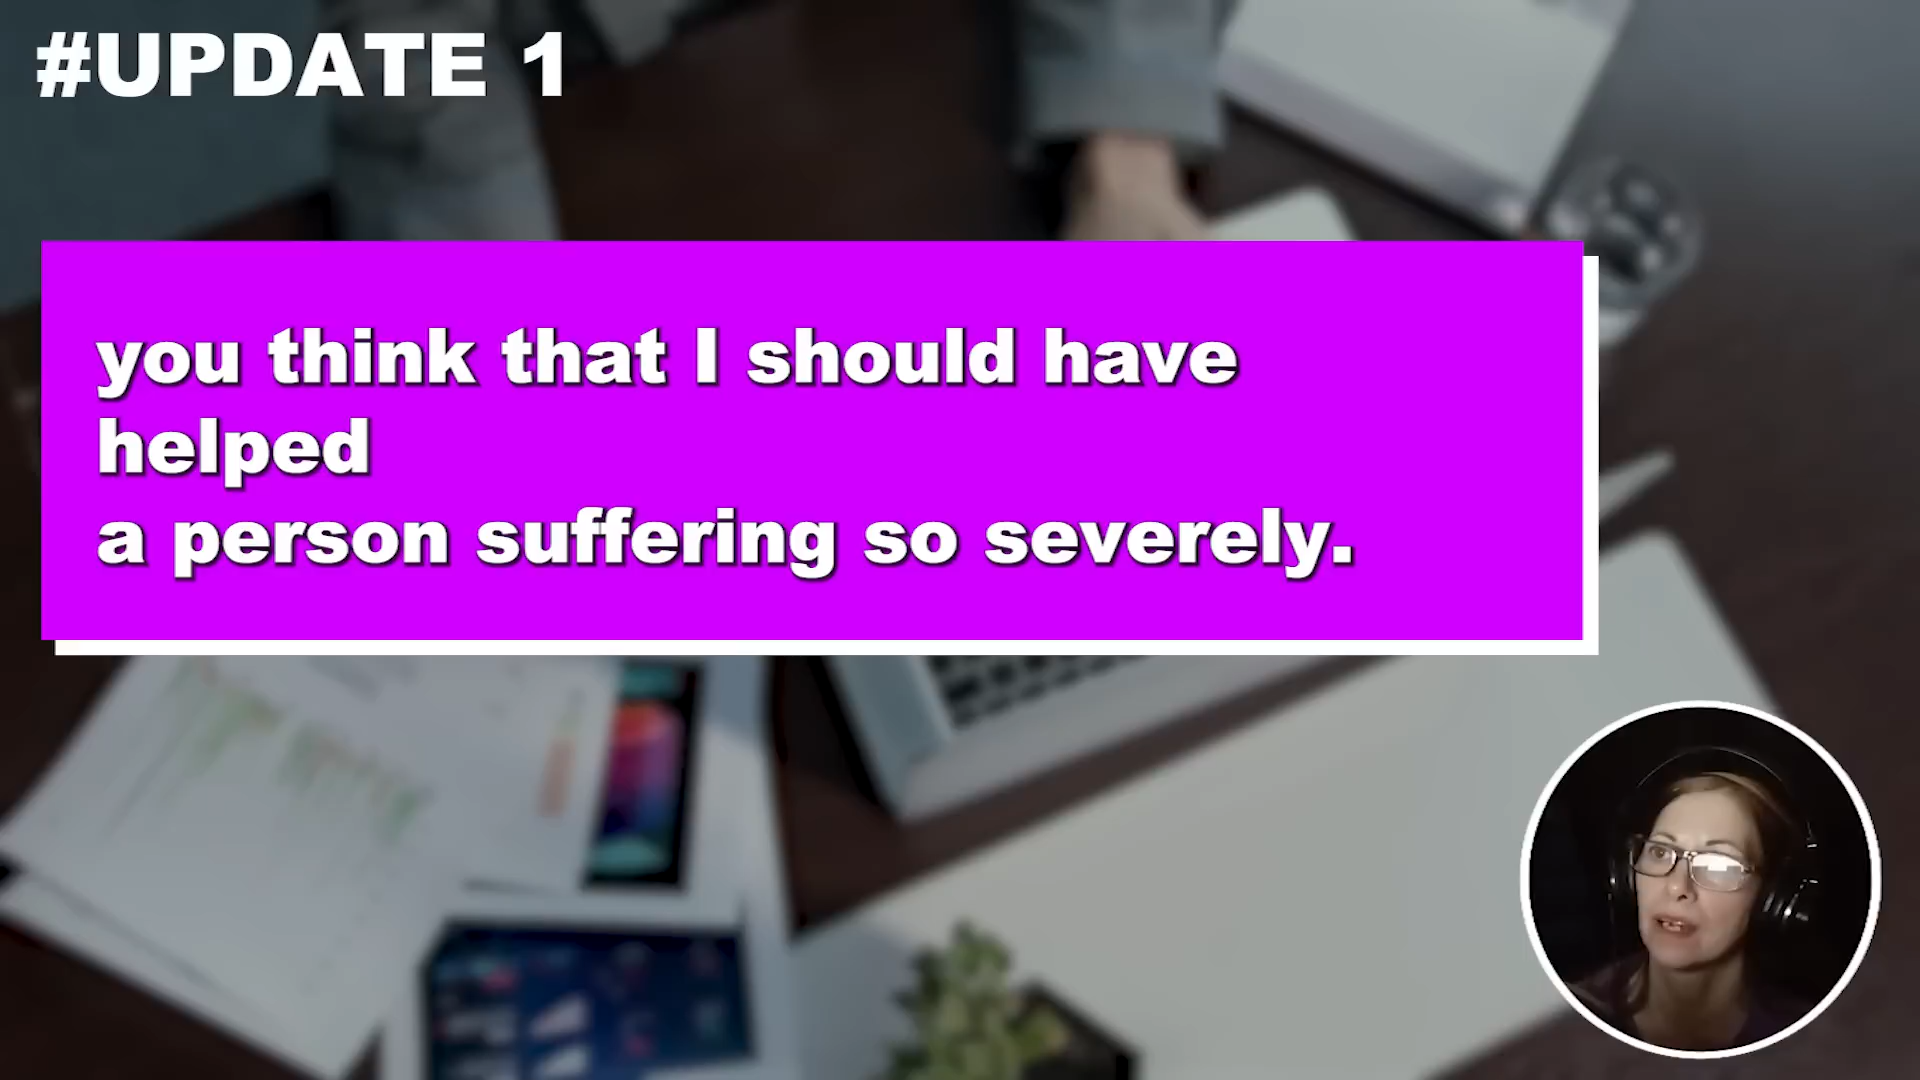 #UPDATE 1
you think that I should have
helped
a person suffering so severely.